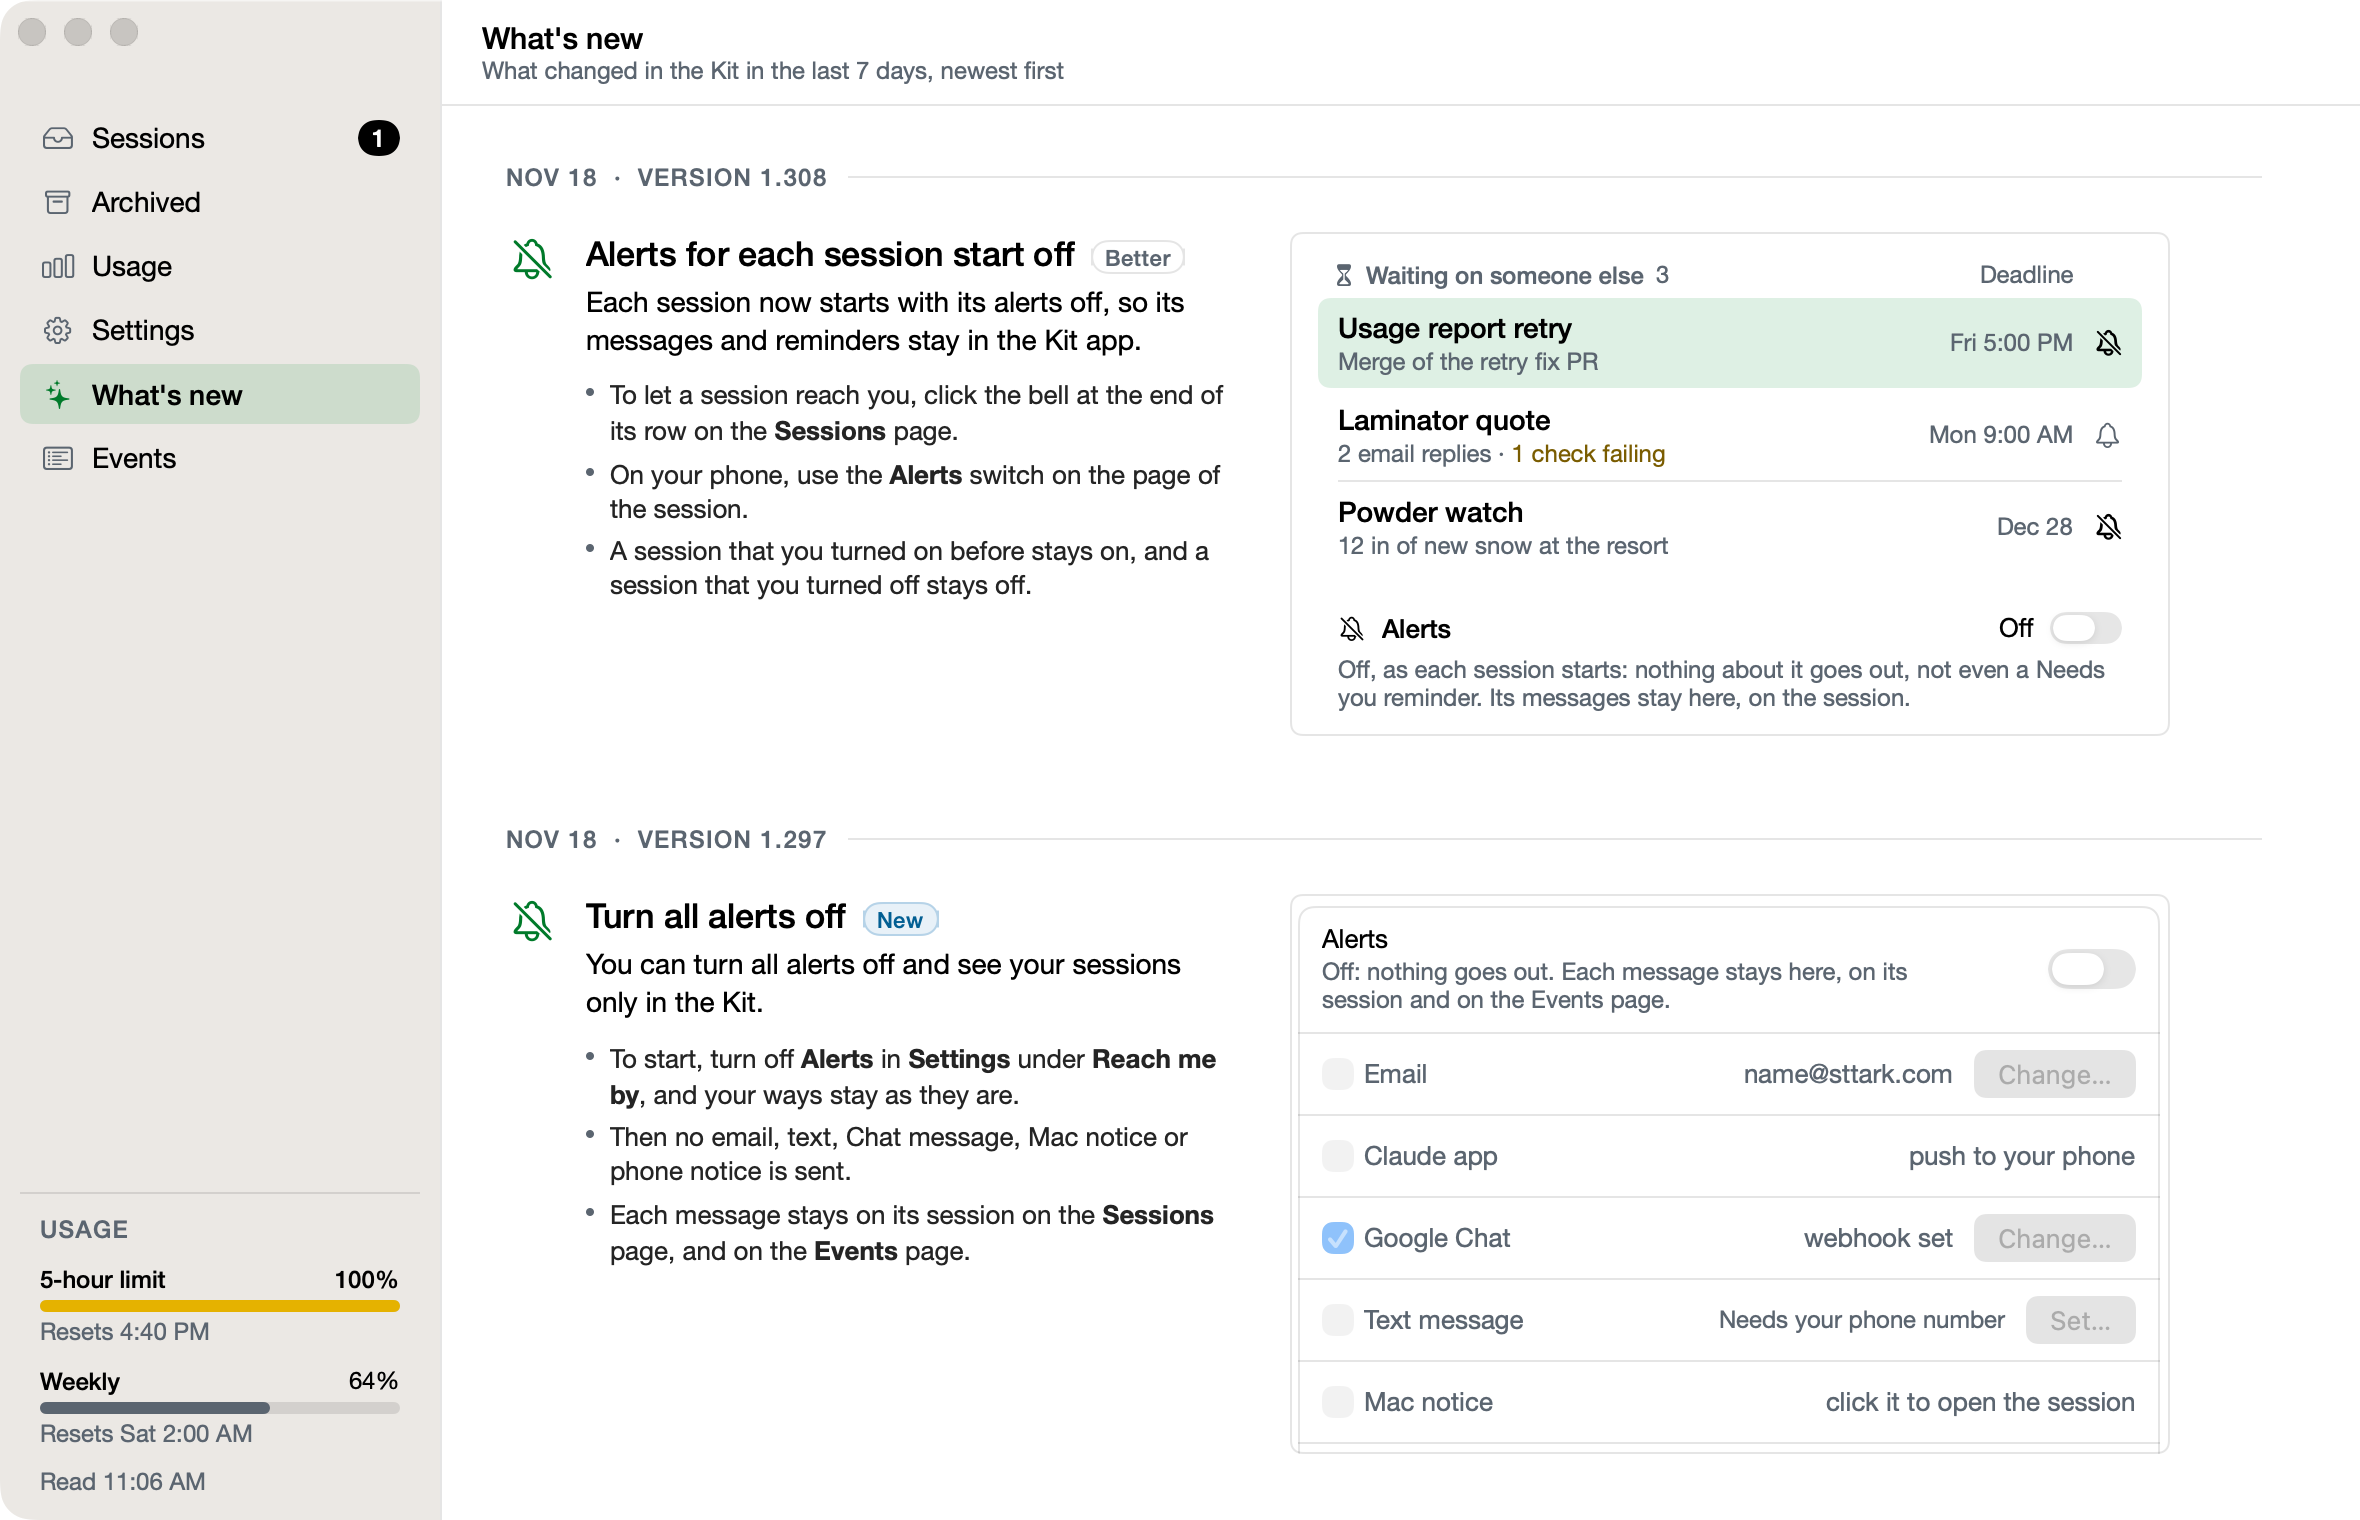 What's new
What changed in the Kit in the last 7 days, newest first
Sessions
1
Archived
Usage
Settings
What's new
Events
USAGE
5-hour limit 100%
Resets 4:40 PM
Weekly 64%
Resets Sat 2:00 AM
Read 11:06 AM
NOV 18 · VERSION 1.308
Alerts for each session start off
Better
Each session now starts with its alerts off, so its
messages and reminders stay in the Kit app.
• To let a session reach you, click the bell at the end of
its row on the Sessions page.
• On your phone, use the Alerts switch on the page of
the session.
• A session that you turned on before stays on, and a
session that you turned off stays off.
Waiting on someone else 3
Deadline
Usage report retry
Merge of the retry fix PR
Fri 5:00 PM
Laminator quote
2 email replies · 1 check failing
Mon 9:00 AM
Powder watch
12 in of new snow at the resort
Dec 28
Alerts
Off
Off, as each session starts: nothing about it goes out, not even a Needs
you reminder. Its messages stay here, on the session.
NOV 18 · VERSION 1.297
Turn all alerts off
New
You can turn all alerts off and see your sessions
only in the Kit.
• To start, turn off Alerts in Settings under Reach me
by, and your ways stay as they are.
• Then no email, text, Chat message, Mac notice or
phone notice is sent.
• Each message stays on its session on the Sessions
page, and on the Events page.
Alerts
Off: nothing goes out. Each message stays here, on its
session and on the Events page.
Email
name@sttark.com
Change...
Claude app
push to your phone
Google Chat
webhook set
Change...
Text message
Needs your phone number
Set...
Mac notice
click it to open the session